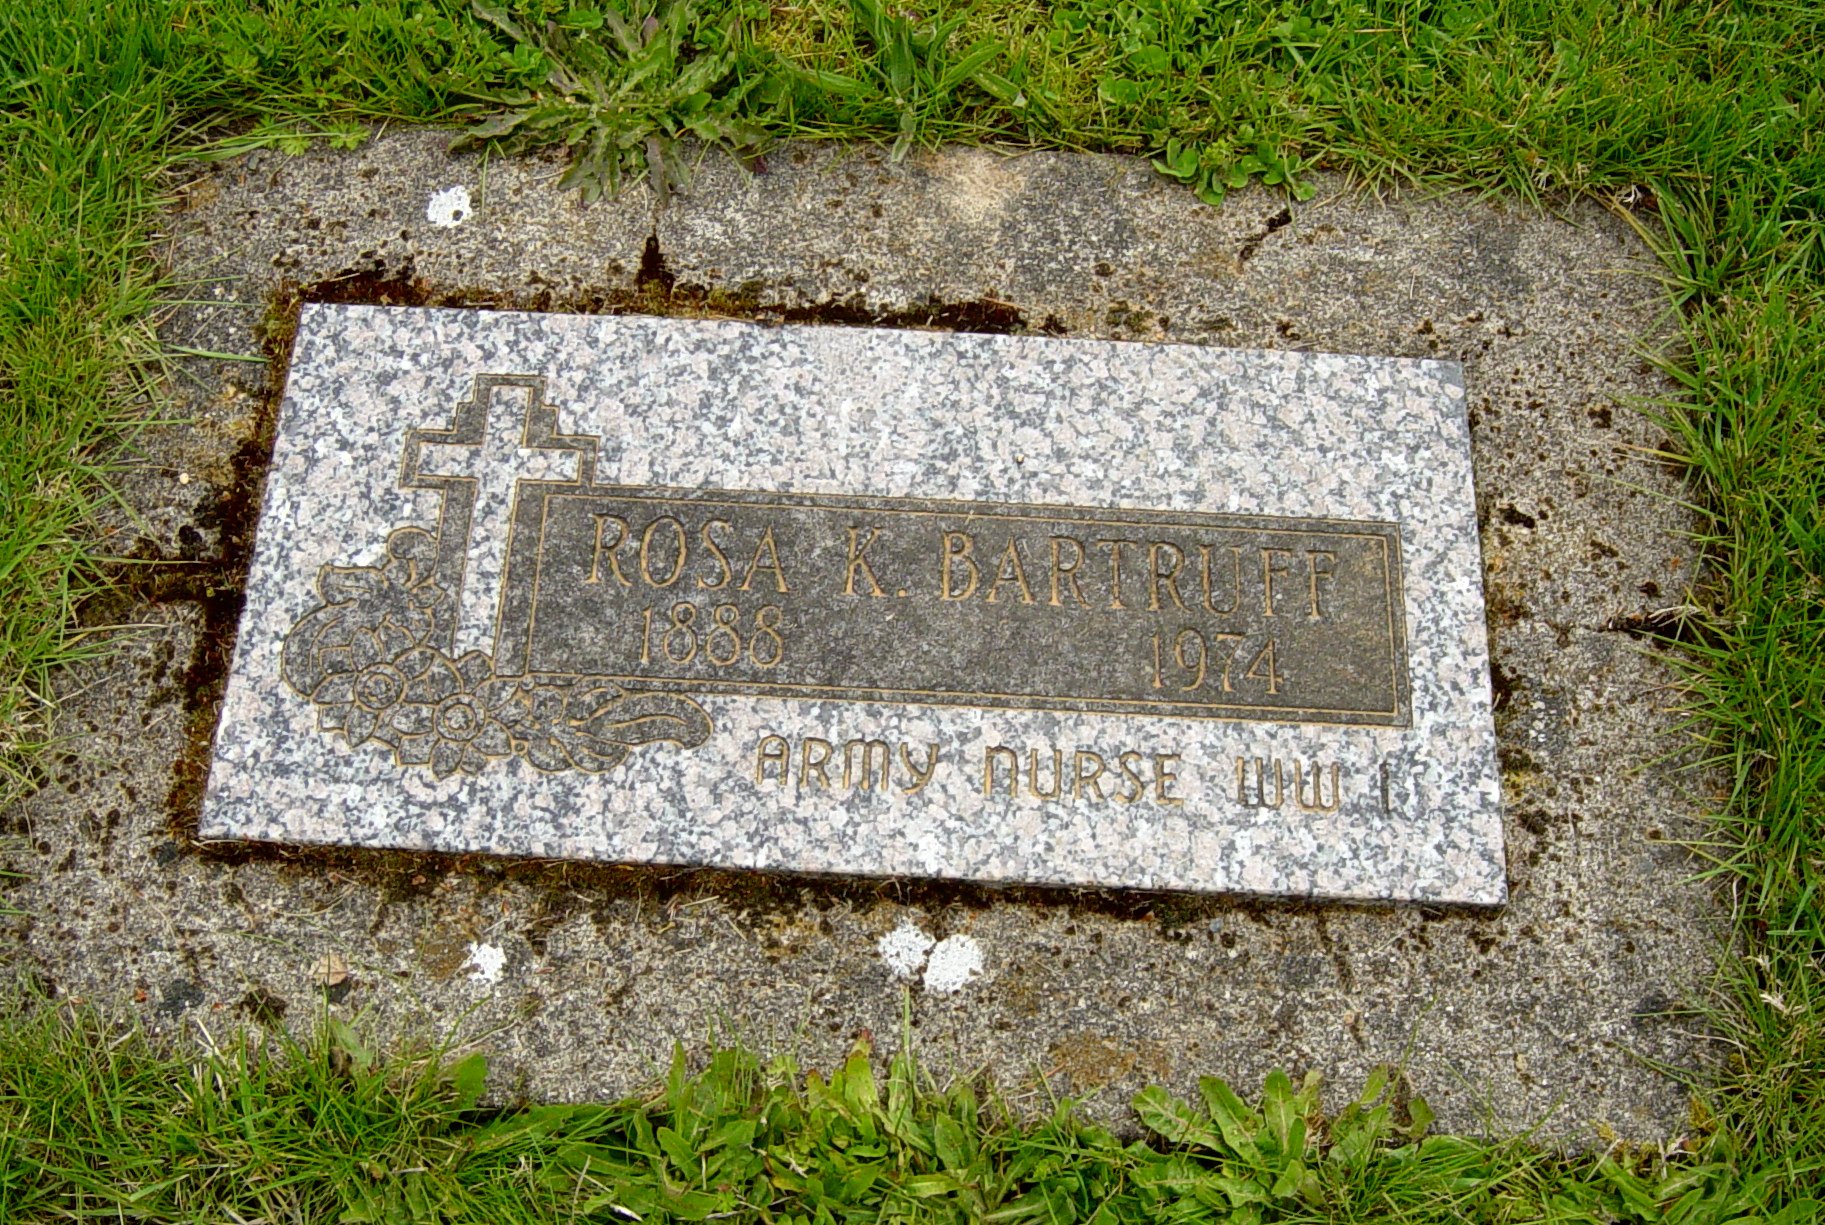 ROSA K. BARTRUFF
1888 1974
ARMY NURSE WW I